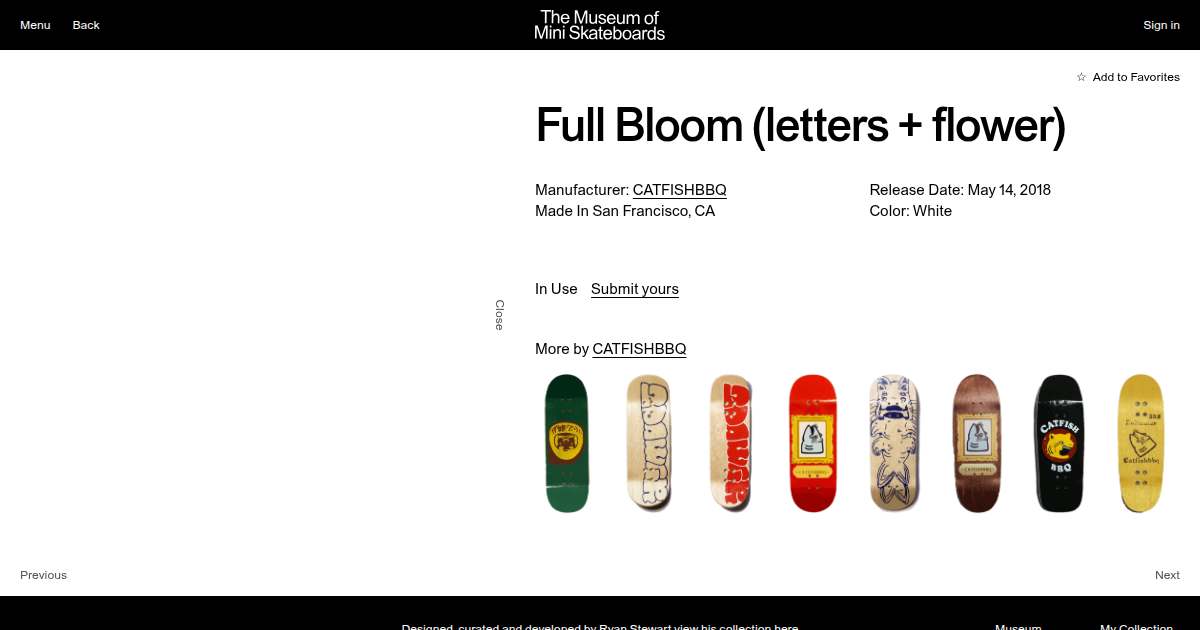 Menu
Back
The Museum of
Mini Skateboards
Sign in
☆ Add to Favorites
Full Bloom (letters + flower)
Manufacturer: CATFISHBBQ
Made In San Francisco, CA
Release Date: May 14, 2018
Color: White
In Use
Submit yours
Close
More by CATFISHBBQ
CATFISH
BBQ
Catfishbbq
Previous
Next
Designed, curated and developed by Ryan Stewart view his collection here
Museum
My Collection